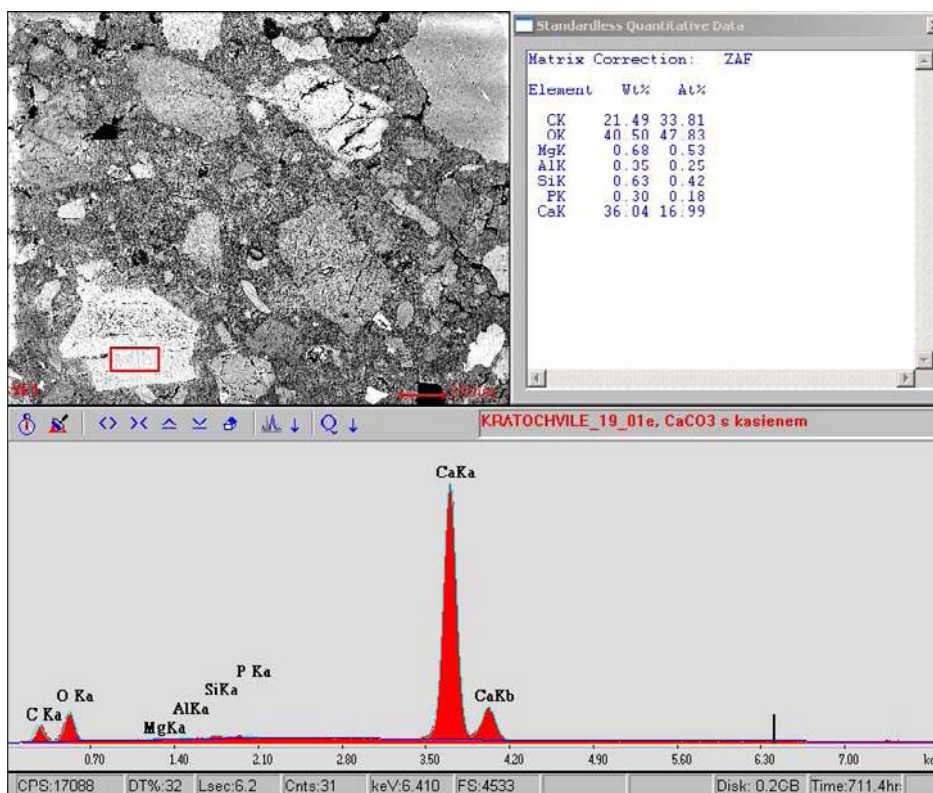 Standardless Quantitative Data
Matrix Correction: ZAF
Element Wt% At%
CK 21.49 33.81
OK 40.50 47.83
MgK 0.68 0.53
AlK 0.35 0.25
SiK 0.63 0.42
PK 0.30 0.18
CaK 36.04 16.99
Q
KRATOCHVILE_19_01e, CaCO3 s kasienem
CaKa
P Ka
SiKa
O Ka
AlKa
CaKb
C Ka
MgKa
0.70 1.40 2.10 2.80 3.50 4.20 4.90 5.60 6.30 7.00
CPS:17088 DT%:32 Lsec:6.2 Cnts:31 keV:6.410 FS:4533 Disk: 0.2GB Time:711.4hr